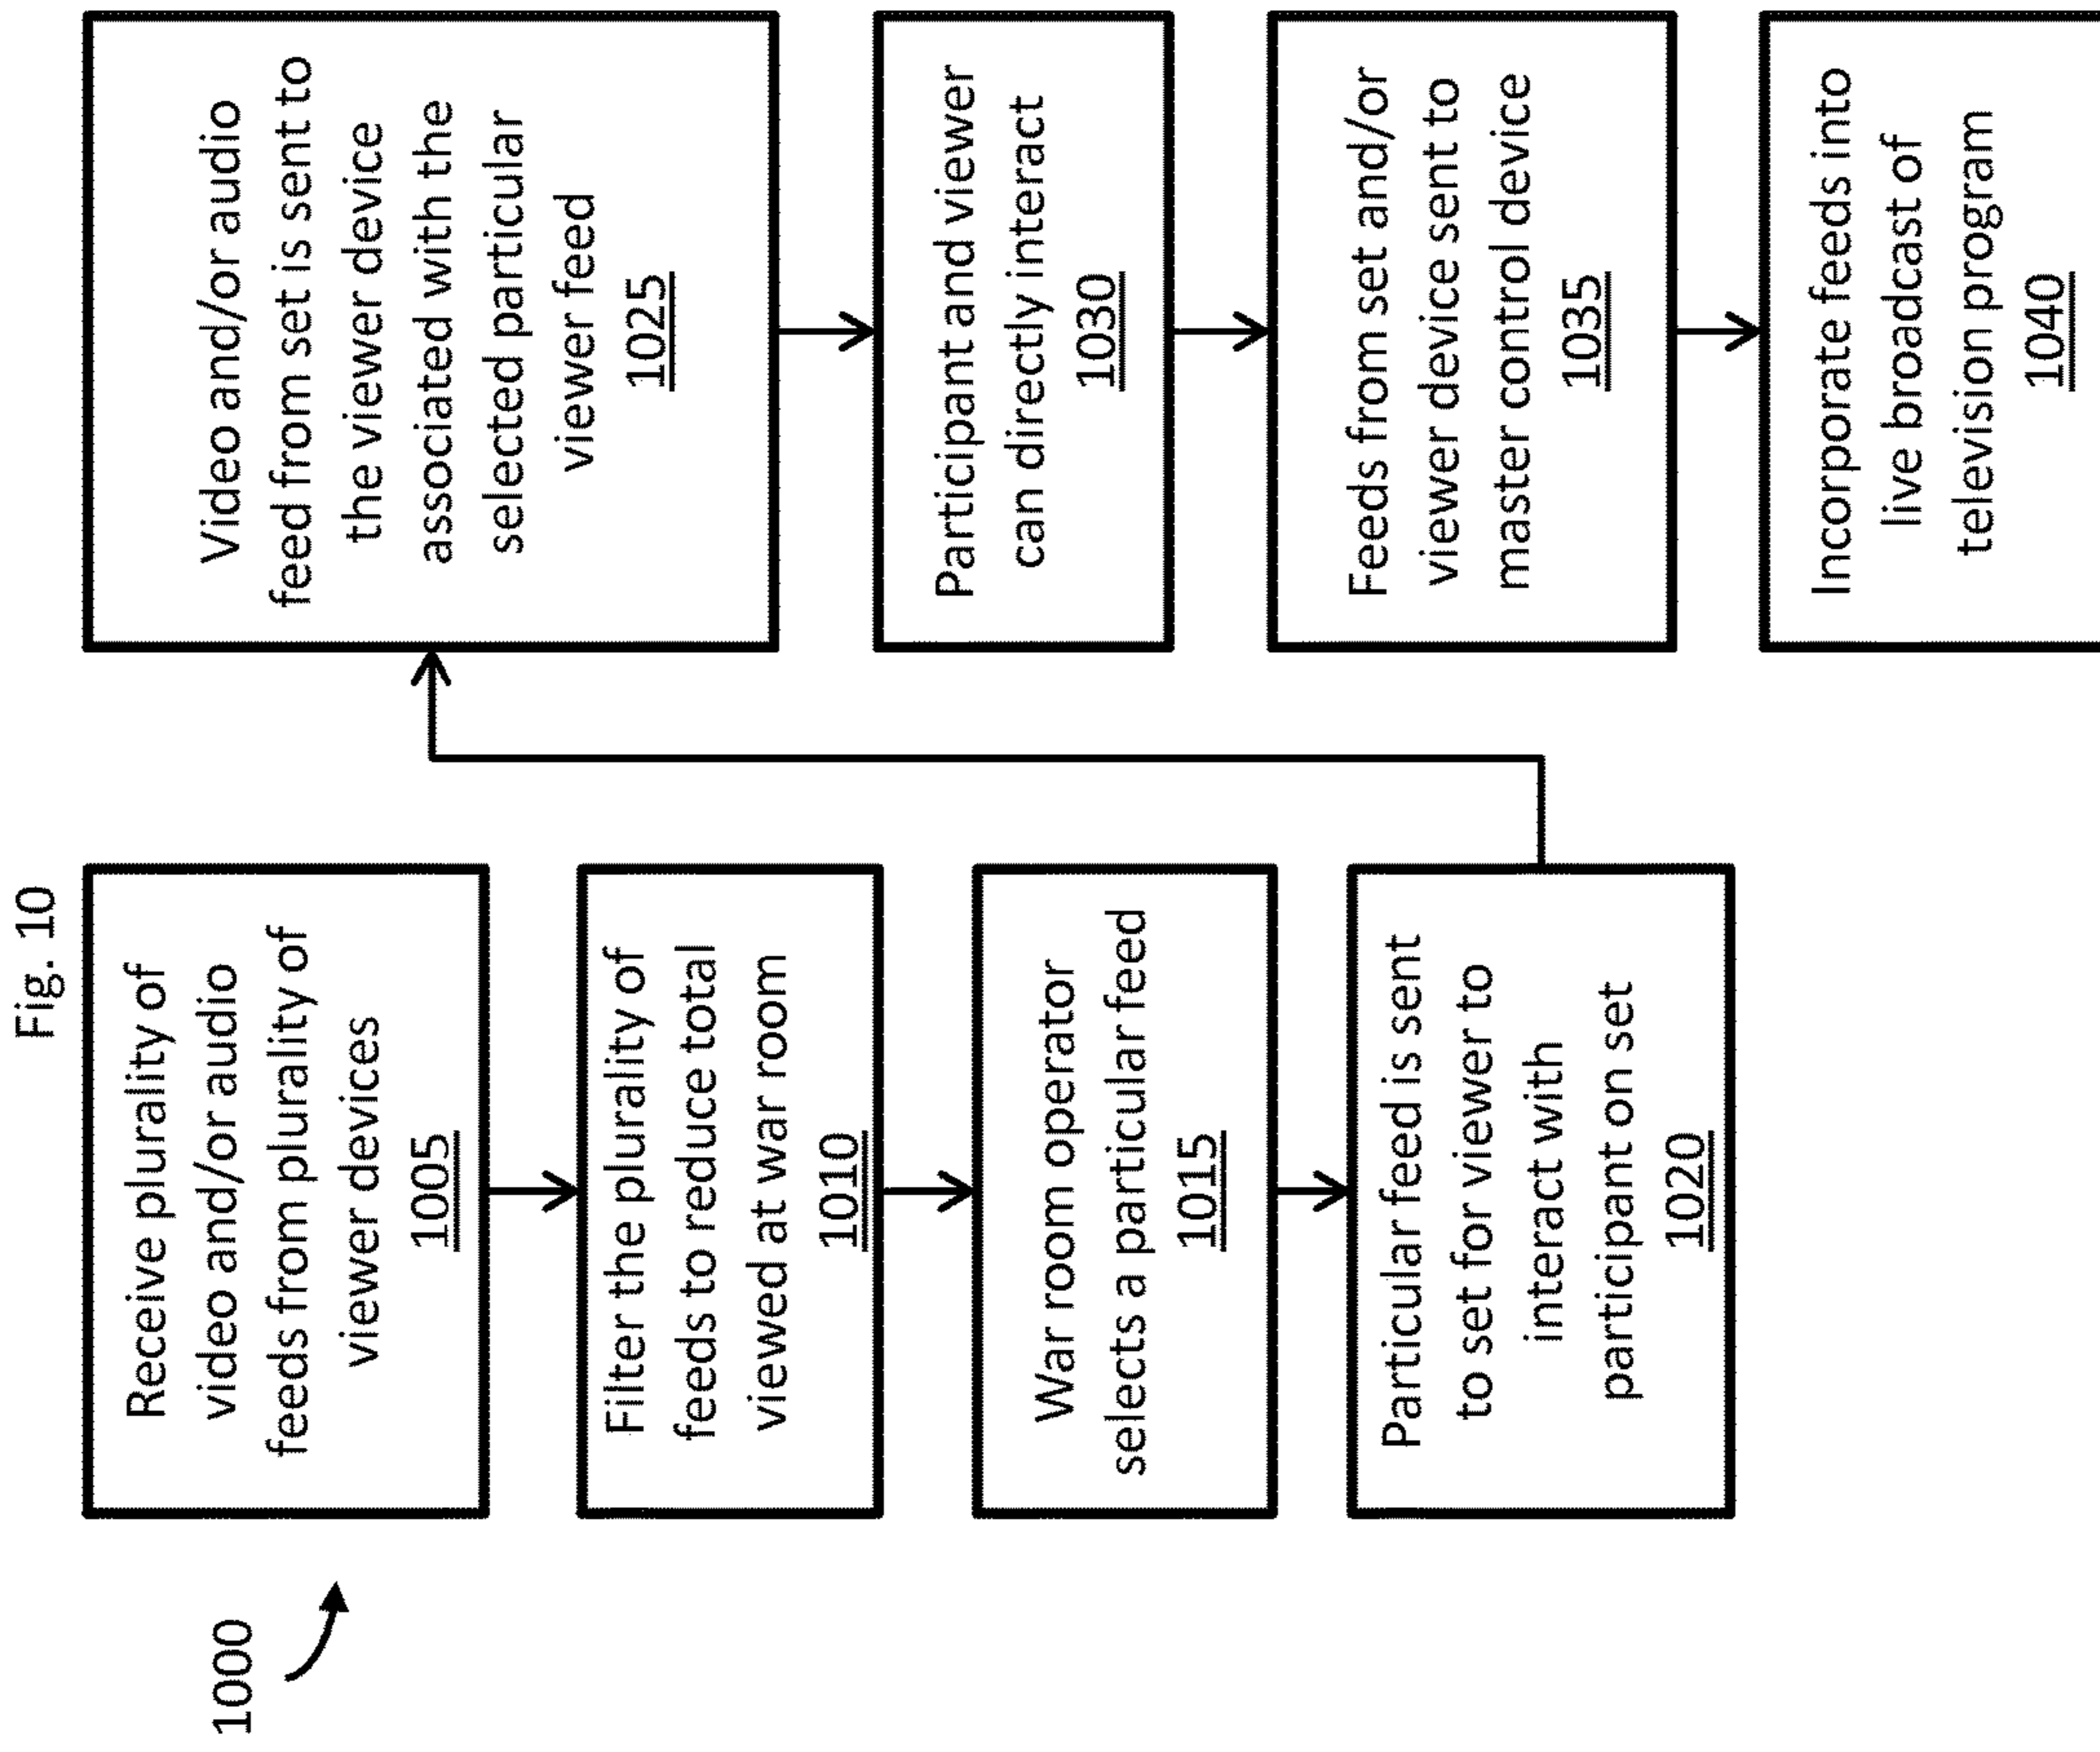 Fig. 10
1000
Receive plurality of
video and/or audio
feeds from plurality of
viewer devices
1005
Filter the plurality of
feeds to reduce total
viewed at war room
1010
War room operator
selects a particular feed
1015
Particular feed is sent
to set for viewer to
interact with
participant on set
1020
Video and/or audio
feed from set is sent to
the viewer device
associated with the
selected particular
viewer feed
1025
Participant and viewer
can directly interact
1030
Feeds from set and/or
viewer device sent to
master control device
1035
Incorporate feeds into
live broadcast of
television program
1040